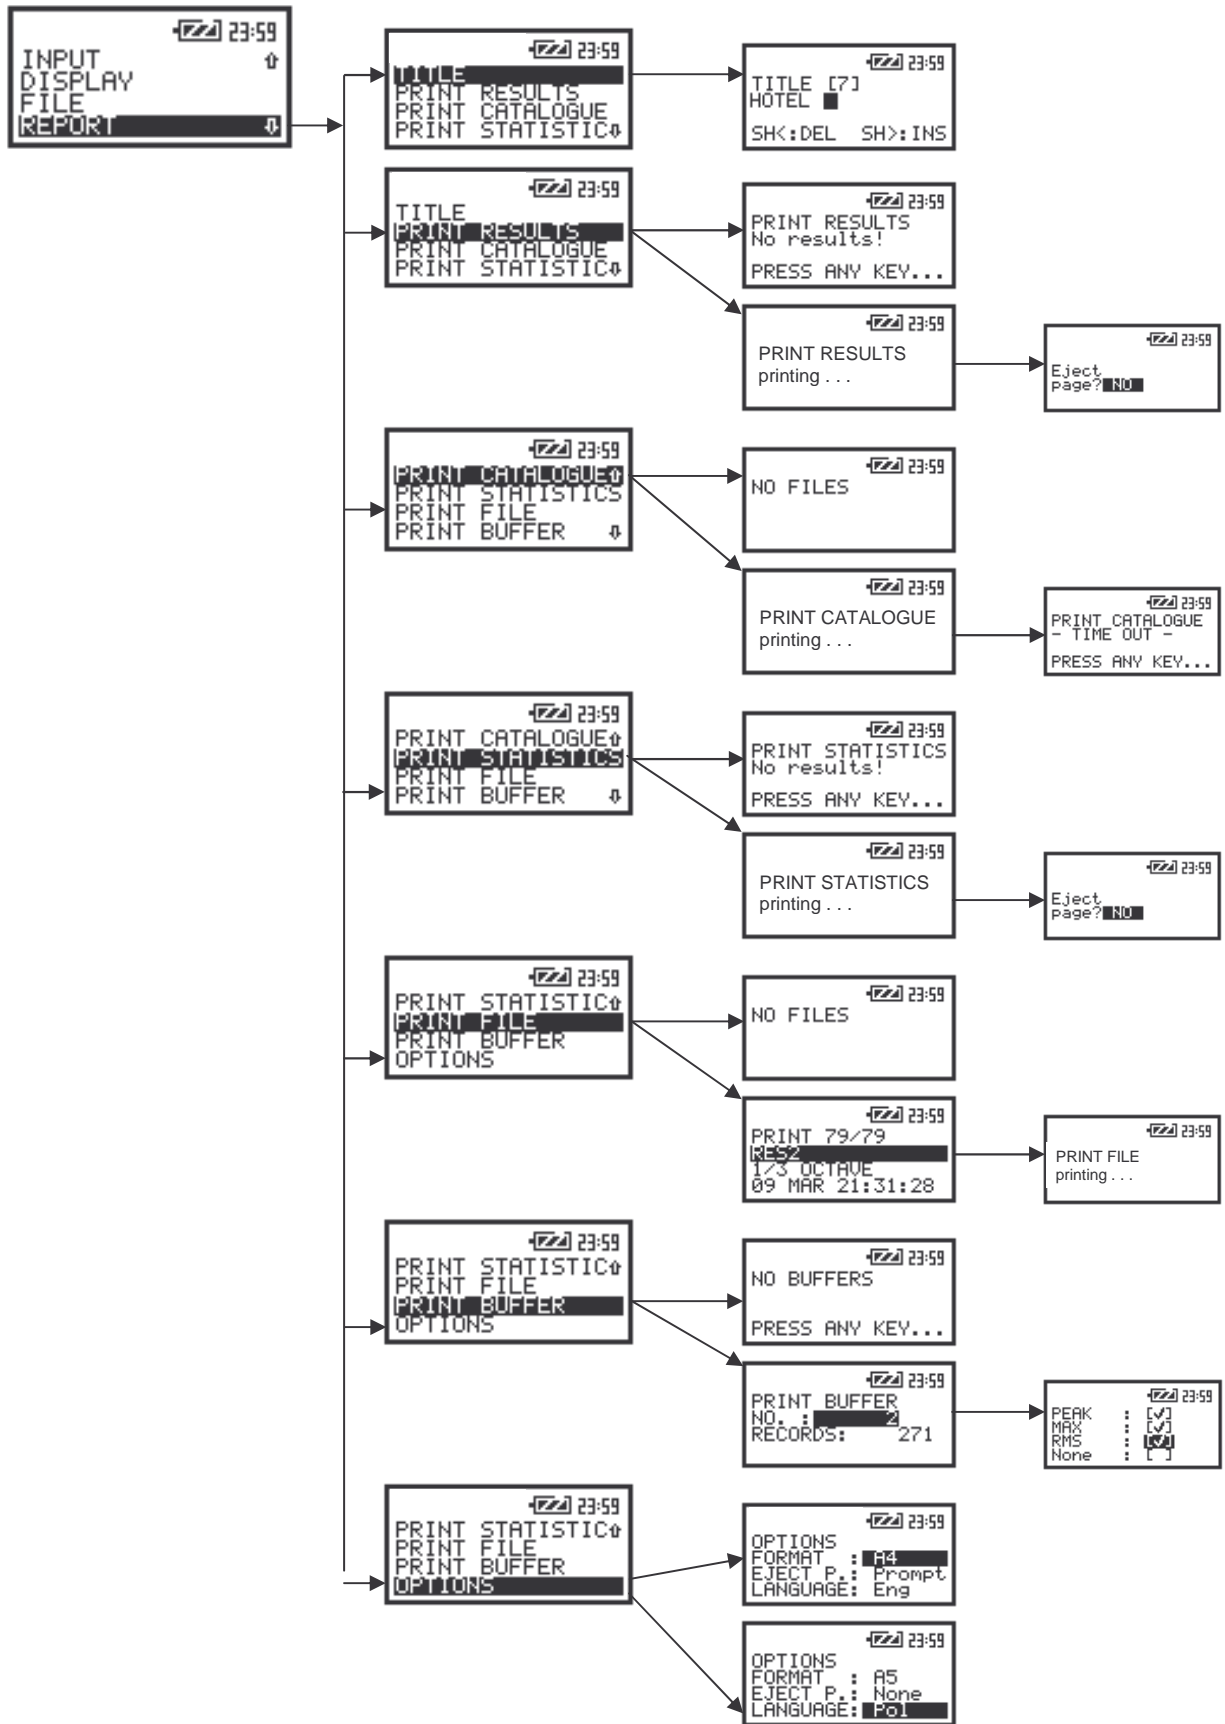 23:59
INPUT
DISPLAY
FILE
REPORT
23:59
TITLE
PRINT RESULTS
PRINT CATALOGUE
PRINT STATISTIC
23:59
TITLE [7]
HOTEL
SH<:DEL SH>:INS
23:59
TITLE
PRINT RESULTS
PRINT CATALOGUE
PRINT STATISTIC
23:59
PRINT RESULTS
No results!
PRESS ANY KEY...
23:59
PRINT RESULTS
printing . . .
23:59
Eject
page? NO
23:59
PRINT CATALOGUE
PRINT STATISTICS
PRINT FILE
PRINT BUFFER
23:59
NO FILES
23:59
PRINT CATALOGUE
printing . . .
23:59
PRINT CATALOGUE
- TIME OUT -
PRESS ANY KEY...
23:59
PRINT CATALOGUE
PRINT STATISTICS
PRINT FILE
PRINT BUFFER
23:59
PRINT STATISTICS
No results!
PRESS ANY KEY...
23:59
PRINT STATISTICS
printing . . .
23:59
Eject
page? NO
23:59
PRINT STATISTIC
PRINT FILE
PRINT BUFFER
OPTIONS
23:59
NO FILES
23:59
PRINT 79/79
RES2
1/3 OCTAVE
09 MAR 21:31:28
23:59
PRINT FILE
printing . . .
23:59
PRINT STATISTIC
PRINT FILE
PRINT BUFFER
OPTIONS
23:59
NO BUFFERS
PRESS ANY KEY...
23:59
PRINT BUFFER
NO. : 2
RECORDS: 271
23:59
PEAK : [✓]
MAX : [✓]
RMS : [✓]
None : [ ]
23:59
PRINT STATISTIC
PRINT FILE
PRINT BUFFER
OPTIONS
23:59
OPTIONS
FORMAT : A4
EJECT P.: Prompt
LANGUAGE: Eng
23:59
OPTIONS
FORMAT : A5
EJECT P.: None
LANGUAGE: Pol